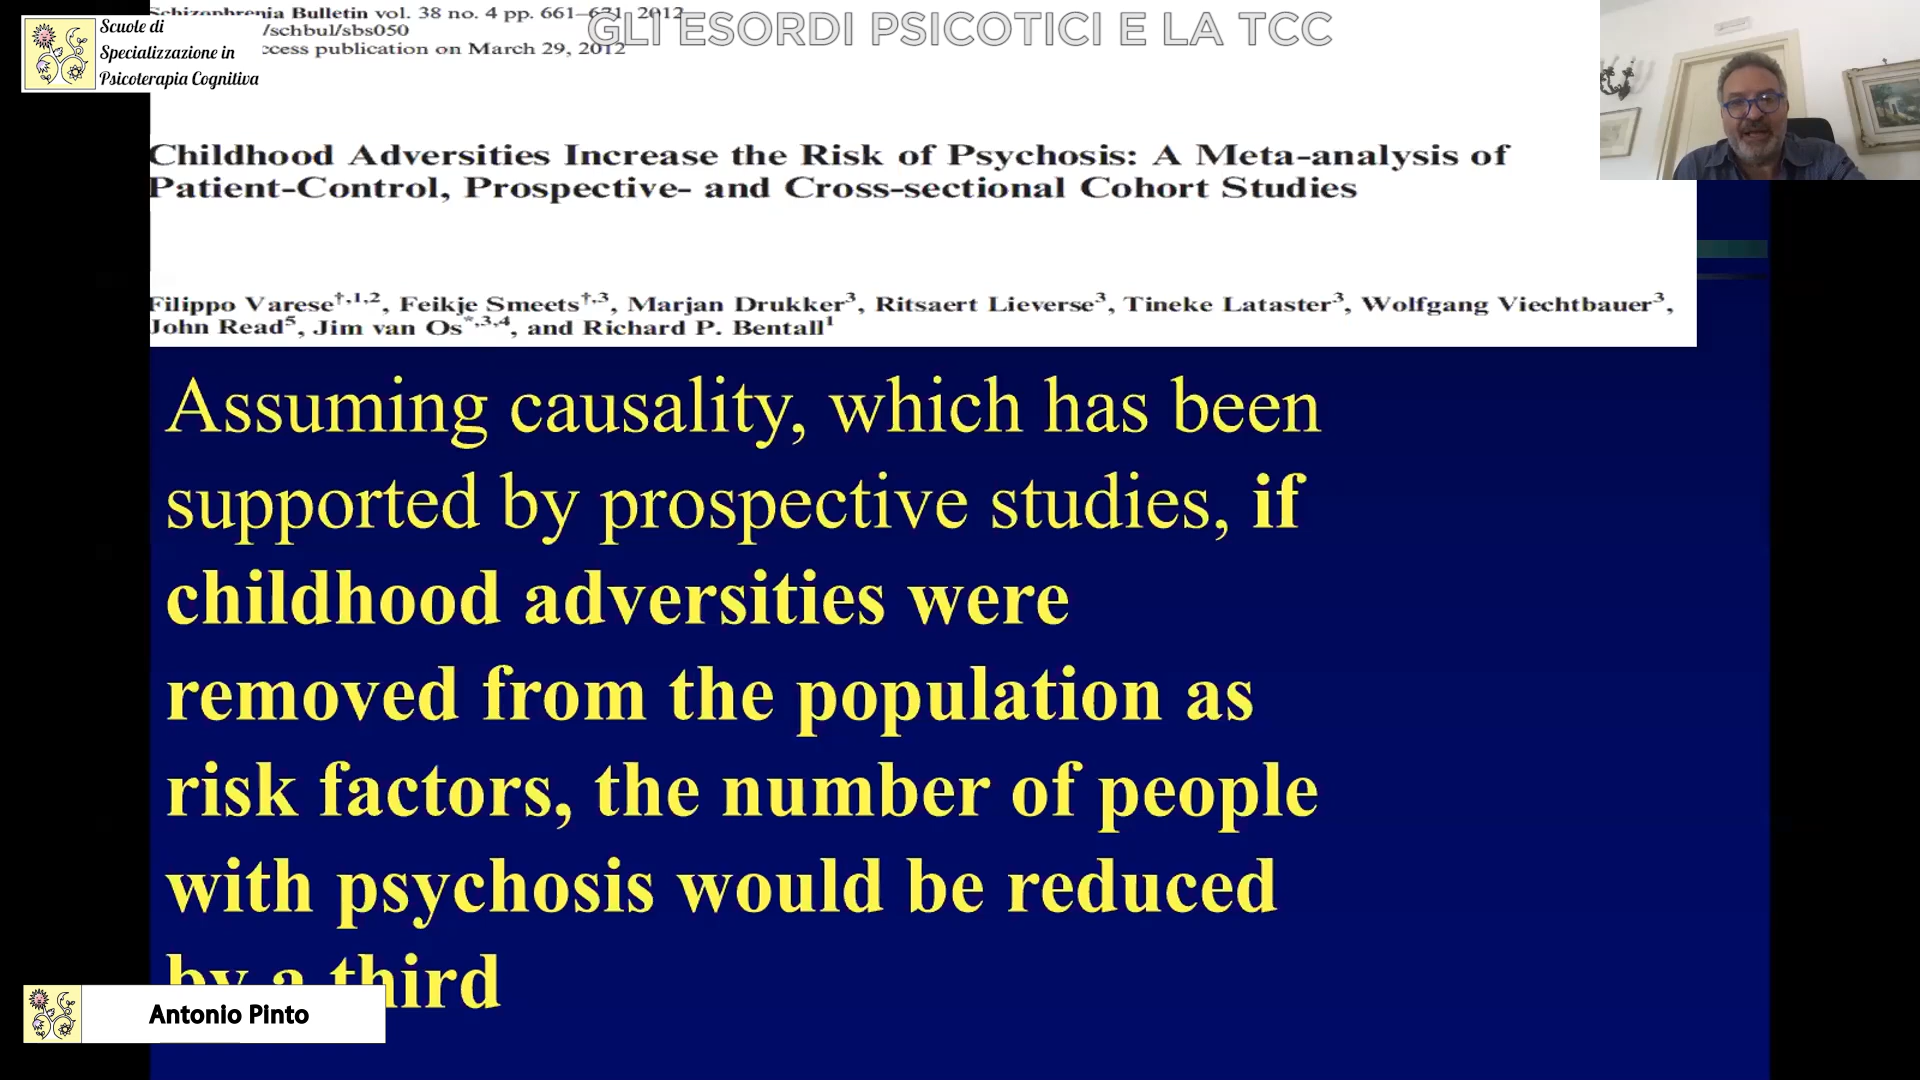 Schizophrenia Bulletin vol. 38 no. 4 pp. 661–671, 2012
/schbul/sbs050
ccess publication on March 29, 2012
GLI ESORDI PSICOTICI E LA TCC
Scuole di
Specializzazione in
Psicoterapia Cognitiva
Childhood Adversities Increase the Risk of Psychosis: A Meta-analysis of
Patient-Control, Prospective- and Cross-sectional Cohort Studies
Filippo Varese†,1,2, Feikje Smeets†,3, Marjan Drukker3, Ritsaert Lieverse3, Tineke Lataster3, Wolfgang Viechtbauer3,
John Read5, Jim van Os*,3,4, and Richard P. Bentall1
Assuming causality, which has been
supported by prospective studies, if
childhood adversities were
removed from the population as
risk factors, the number of people
with psychosis would be reduced
by a third
Antonio Pinto